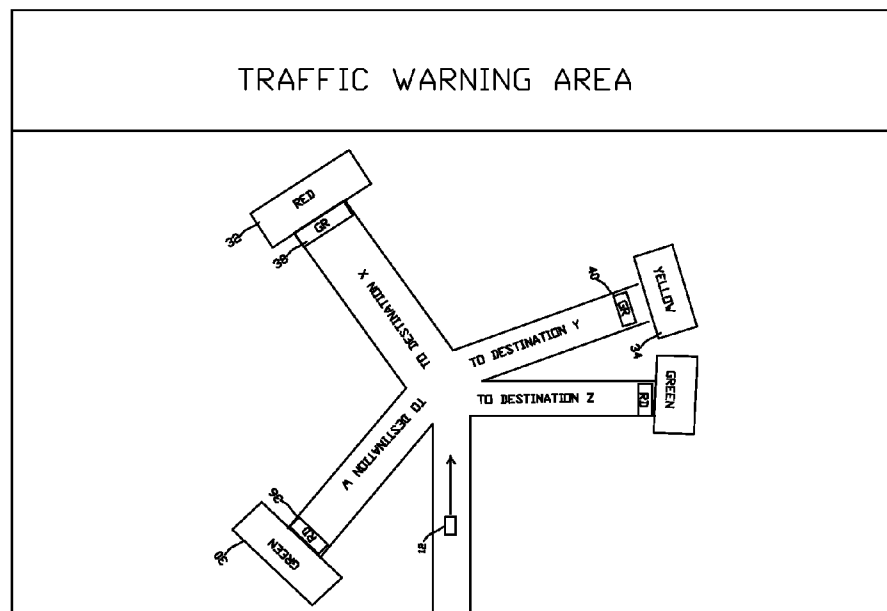 TRAFFIC WARNING AREA
RED
GR
32
38
TO DESTINATION X
YELLOW
GR
40
34
TO DESTINATION Y
GREEN
RD
TO DESTINATION Z
TO DESTINATION W
36
RD
GREEN
30
12